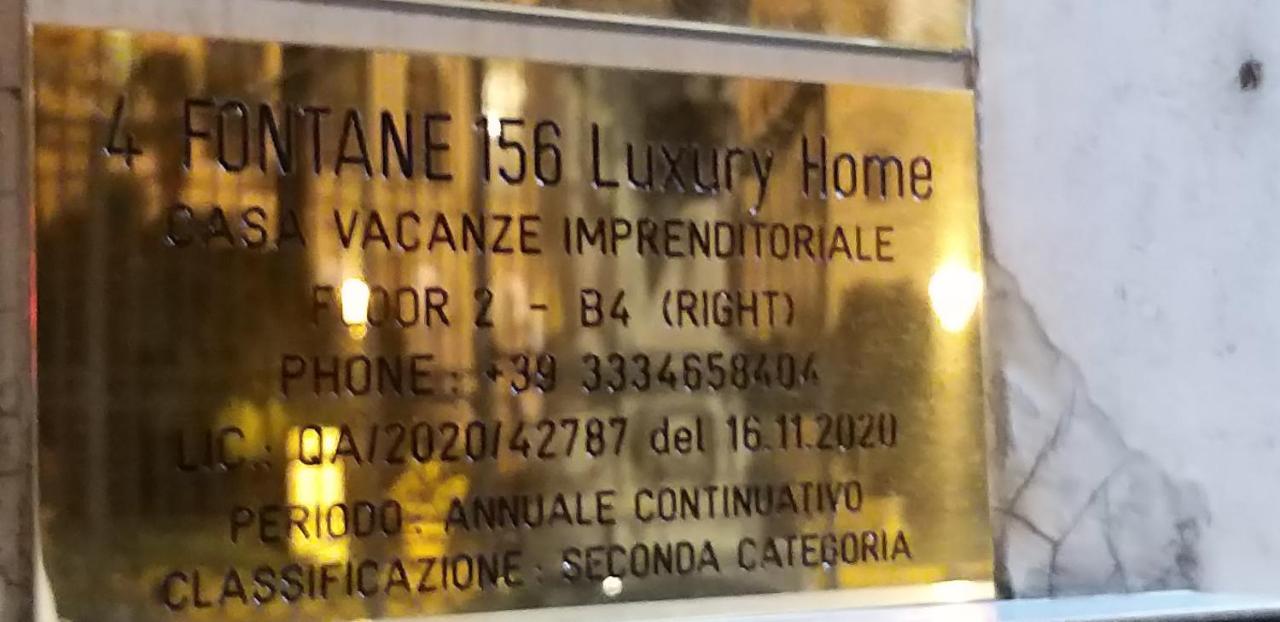 4 FONTANE 156 Luxury Home
CASA VACANZE IMPRENDITORIALE
FLOOR 2 - B4 (RIGHT)
PHONE : +39 3334658404
LIC.: QA/2020/42787 del 16.11.2020
PERIODO : ANNUALE CONTINUATIVO
CLASSIFICAZIONE : SECONDA CATEGORIA